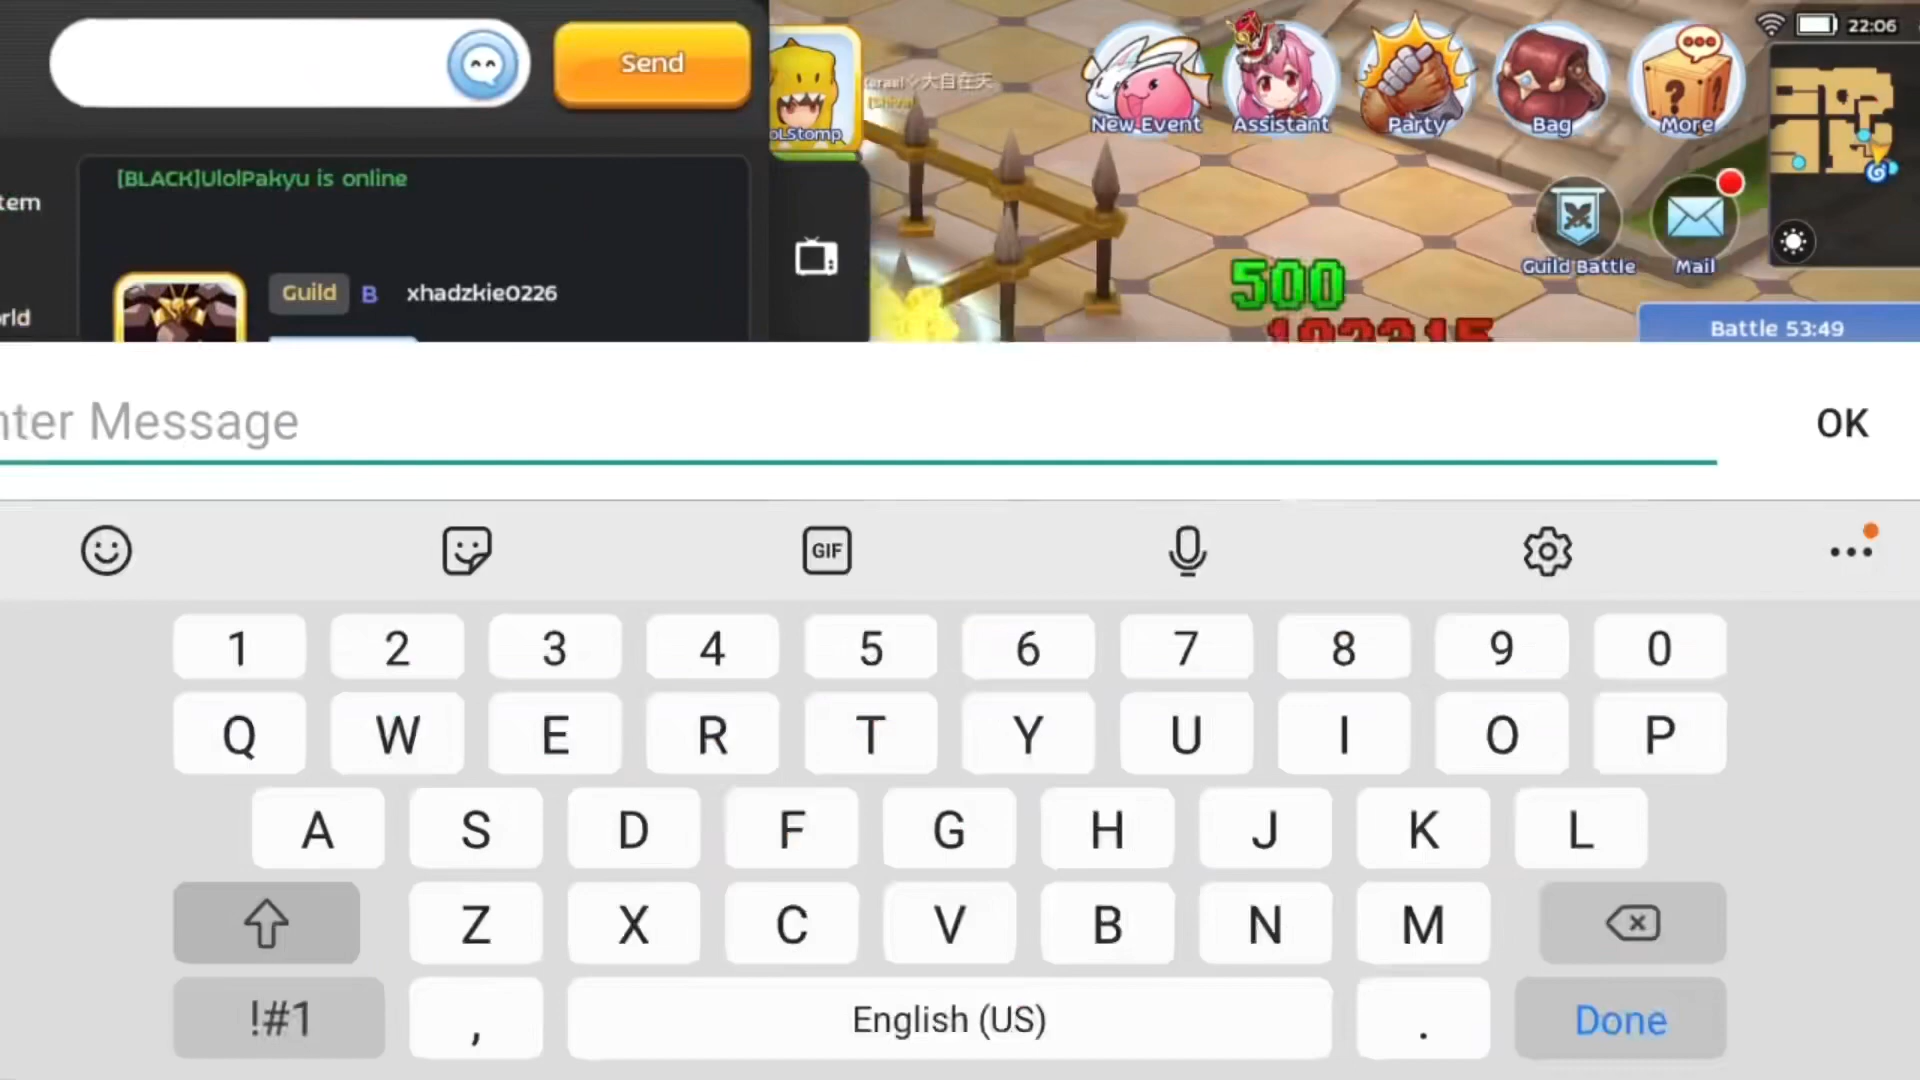 Send
22:06
[BLACK]UlolPakyu is online
tem
Guild B xhadzkie0226
rld
oLStomp
大自在天
New Event
Assistant
Party
Bag
More
Guild Battle
Mail
500
Battle 53:49
nter Message
OK
GIF
1 2 3 4 5 6 7 8 9 0
Q W E R T Y U I O P
A S D F G H J K L
Z X C V B N M
!#1 , English (US) . Done